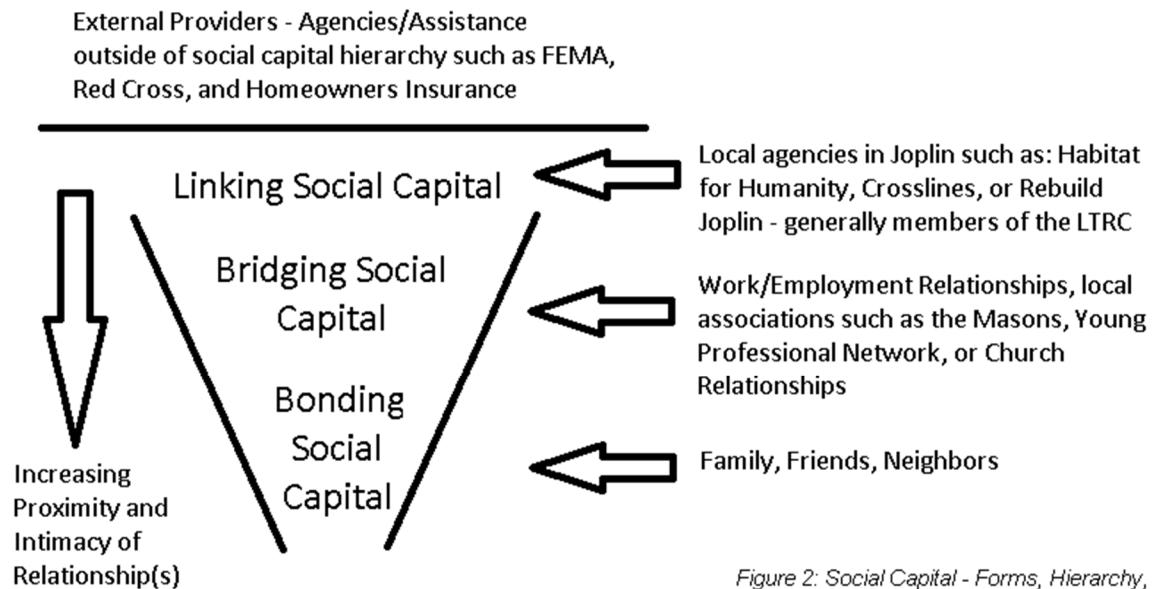 External Providers - Agencies/Assistance
outside of social capital hierarchy such as FEMA,
Red Cross, and Homeowners Insurance
Linking Social Capital
Local agencies in Joplin such as: Habitat
for Humanity, Crosslines, or Rebuild
Joplin - generally members of the LTRC
Bridging Social
Capital
Work/Employment Relationships, local
associations such as the Masons, Young
Professional Network, or Church
Relationships
Bonding
Social
Capital
Family, Friends, Neighbors
Increasing
Proximity and
Intimacy of
Relationship(s)
Figure 2: Social Capital - Forms, Hierarchy,